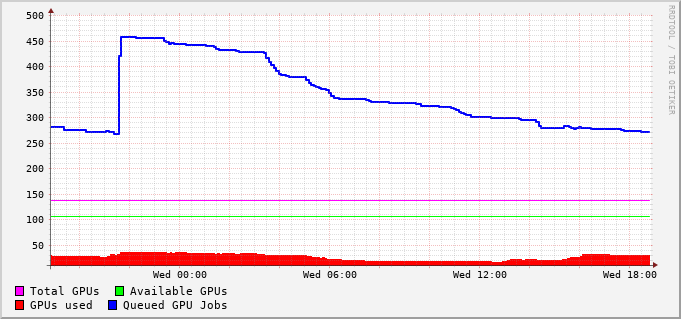 500
450
400
350
300
250
200
150
100
50
Wed 00:00 Wed 06:00 Wed 12:00 Wed 18:00
Total GPUs Available GPUs
GPUs used Queued GPU Jobs
RRDTOOL / TOBI OETIKER